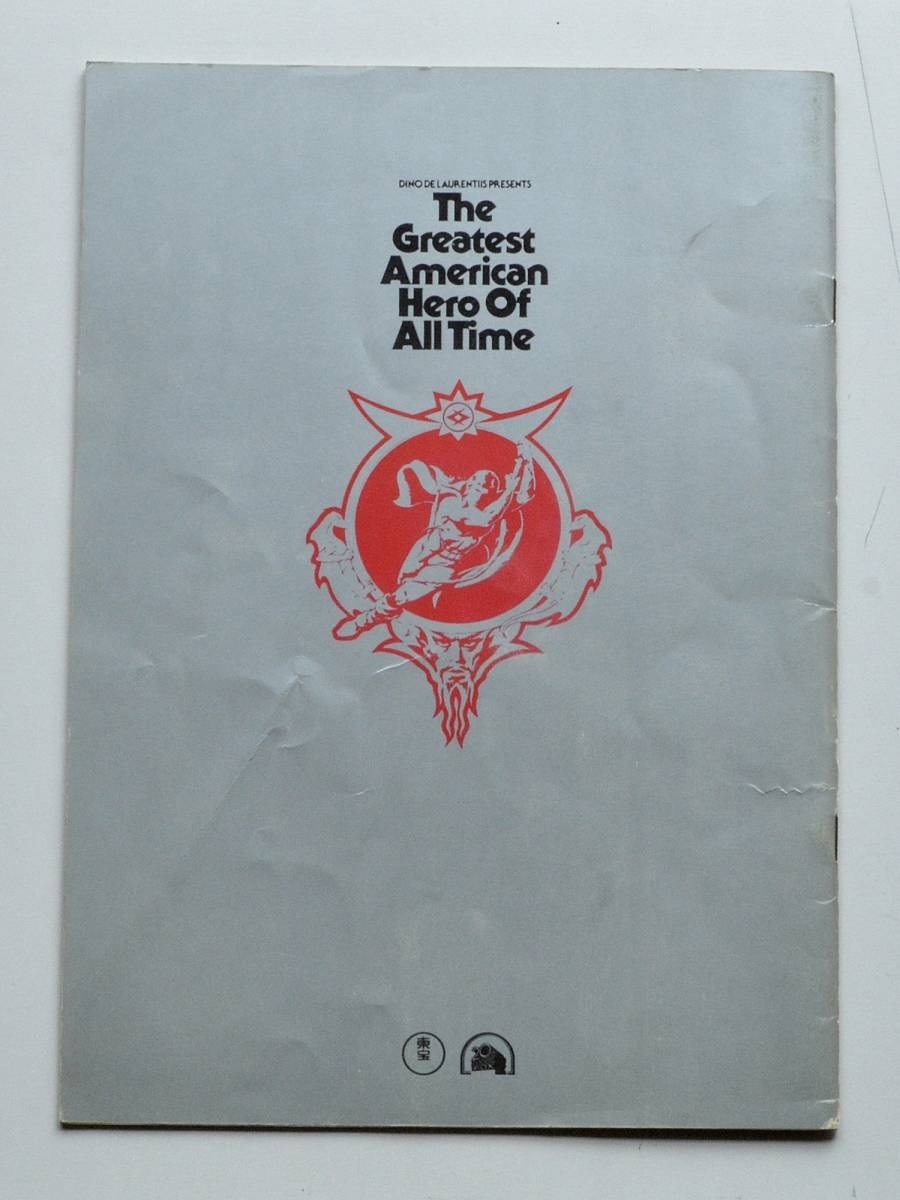 DINO DE LAURENTIIS PRESENTS
The
Greatest
American
Hero Of
All Time
東宝